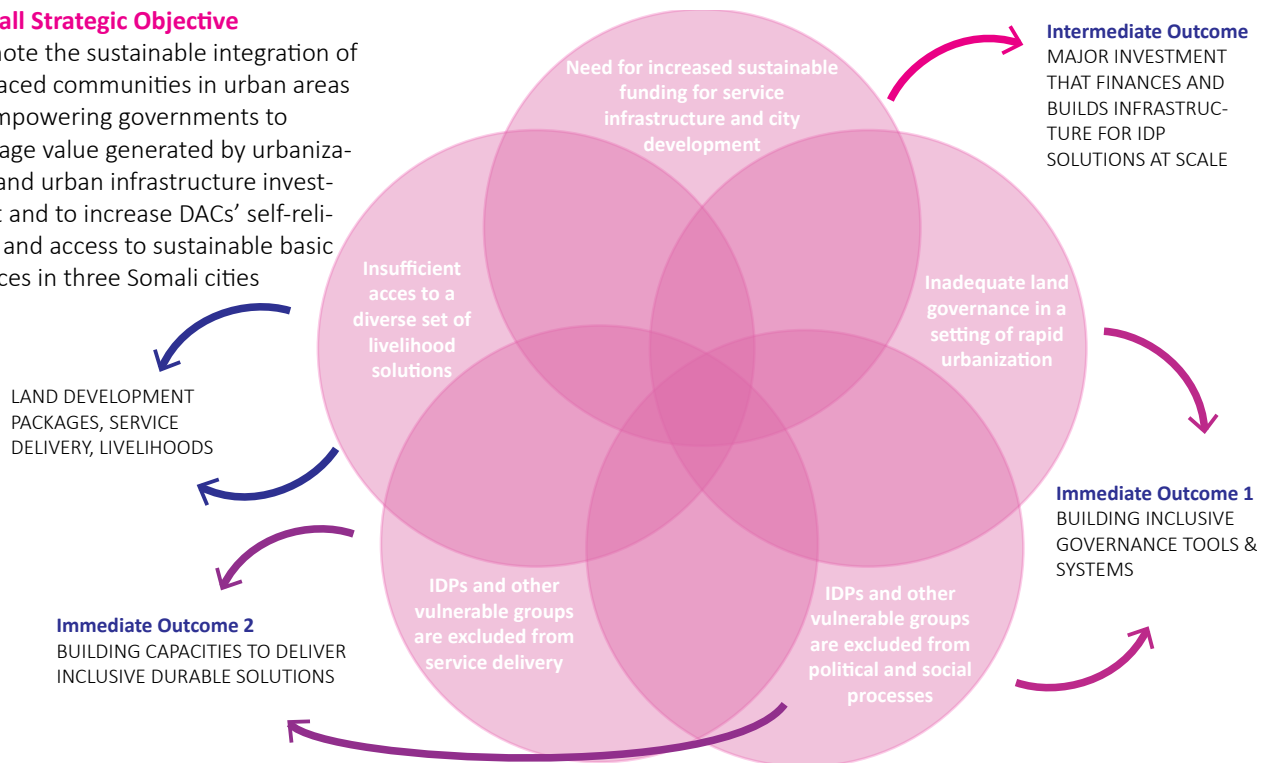 all Strategic Objective
note the sustainable integration of
aced communities in urban areas
mpowering governments to
age value generated by urbaniza-
and urban infrastructure invest-
t and to increase DACs' self-reli-
and access to sustainable basic
ces in three Somali cities
Need for increased sustainable
funding for service
infrastructure and city
development
Intermediate Outcome
MAJOR INVESTMENT
THAT FINANCES AND
BUILDS INFRASTRUC-
TURE FOR IDP
SOLUTIONS AT SCALE
Insufficient
acces to a
diverse set of
livelihood
solutions
Inadequate land
governance in a
setting of rapid
urbanization
LAND DEVELOPMENT
PACKAGES, SERVICE
DELIVERY, LIVELIHOODS
Immediate Outcome 1
BUILDING INCLUSIVE
GOVERNANCE TOOLS &
SYSTEMS
IDPs and other
vulnerable groups
are excluded from
service delivery
IDPs and other
vulnerable groups
are excluded from
political and social
processes
Immediate Outcome 2
BUILDING CAPACITIES TO DELIVER
INCLUSIVE DURABLE SOLUTIONS